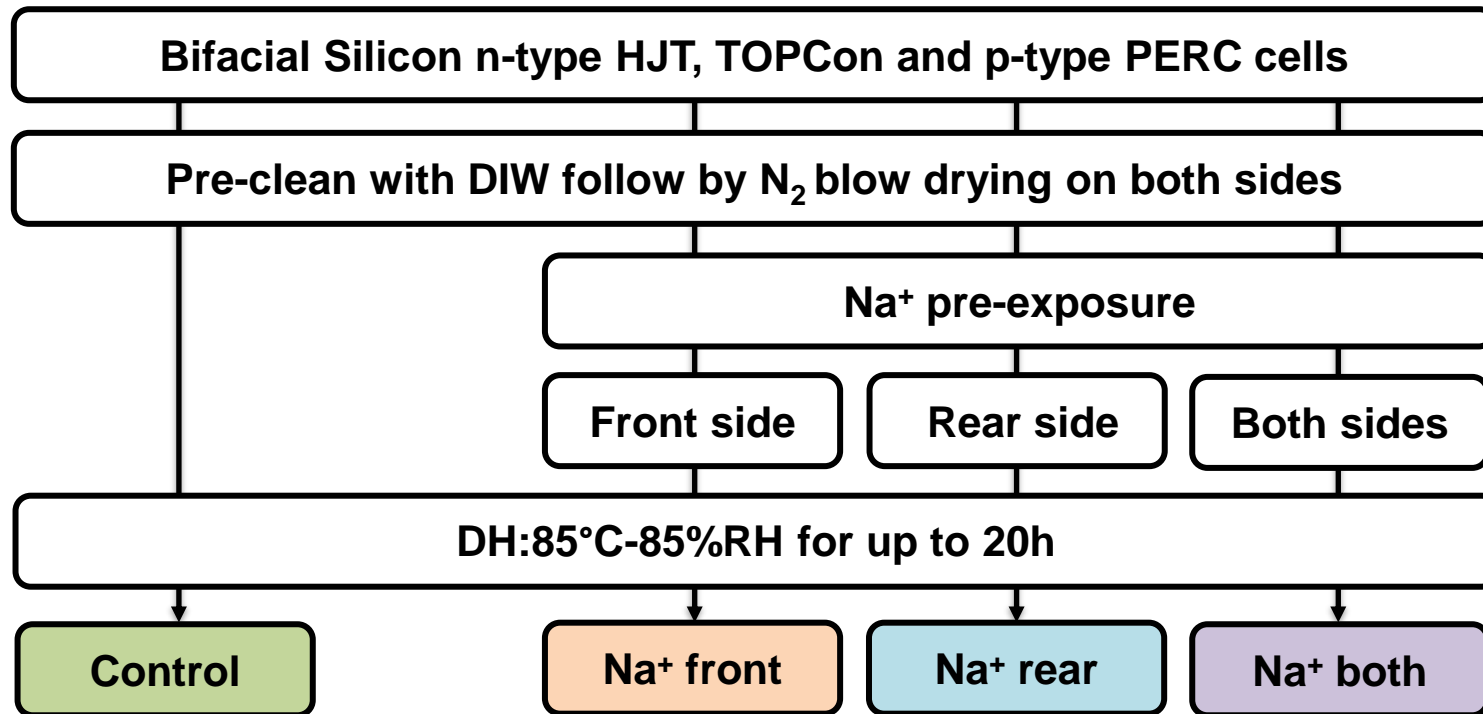 Bifacial Silicon n-type HJT, TOPCon and p-type PERC cells
Pre-clean with DIW follow by N₂ blow drying on both sides
Na⁺ pre-exposure
Front side
Rear side
Both sides
DH:85°C-85%RH for up to 20h
Control
Na⁺ front
Na⁺ rear
Na⁺ both